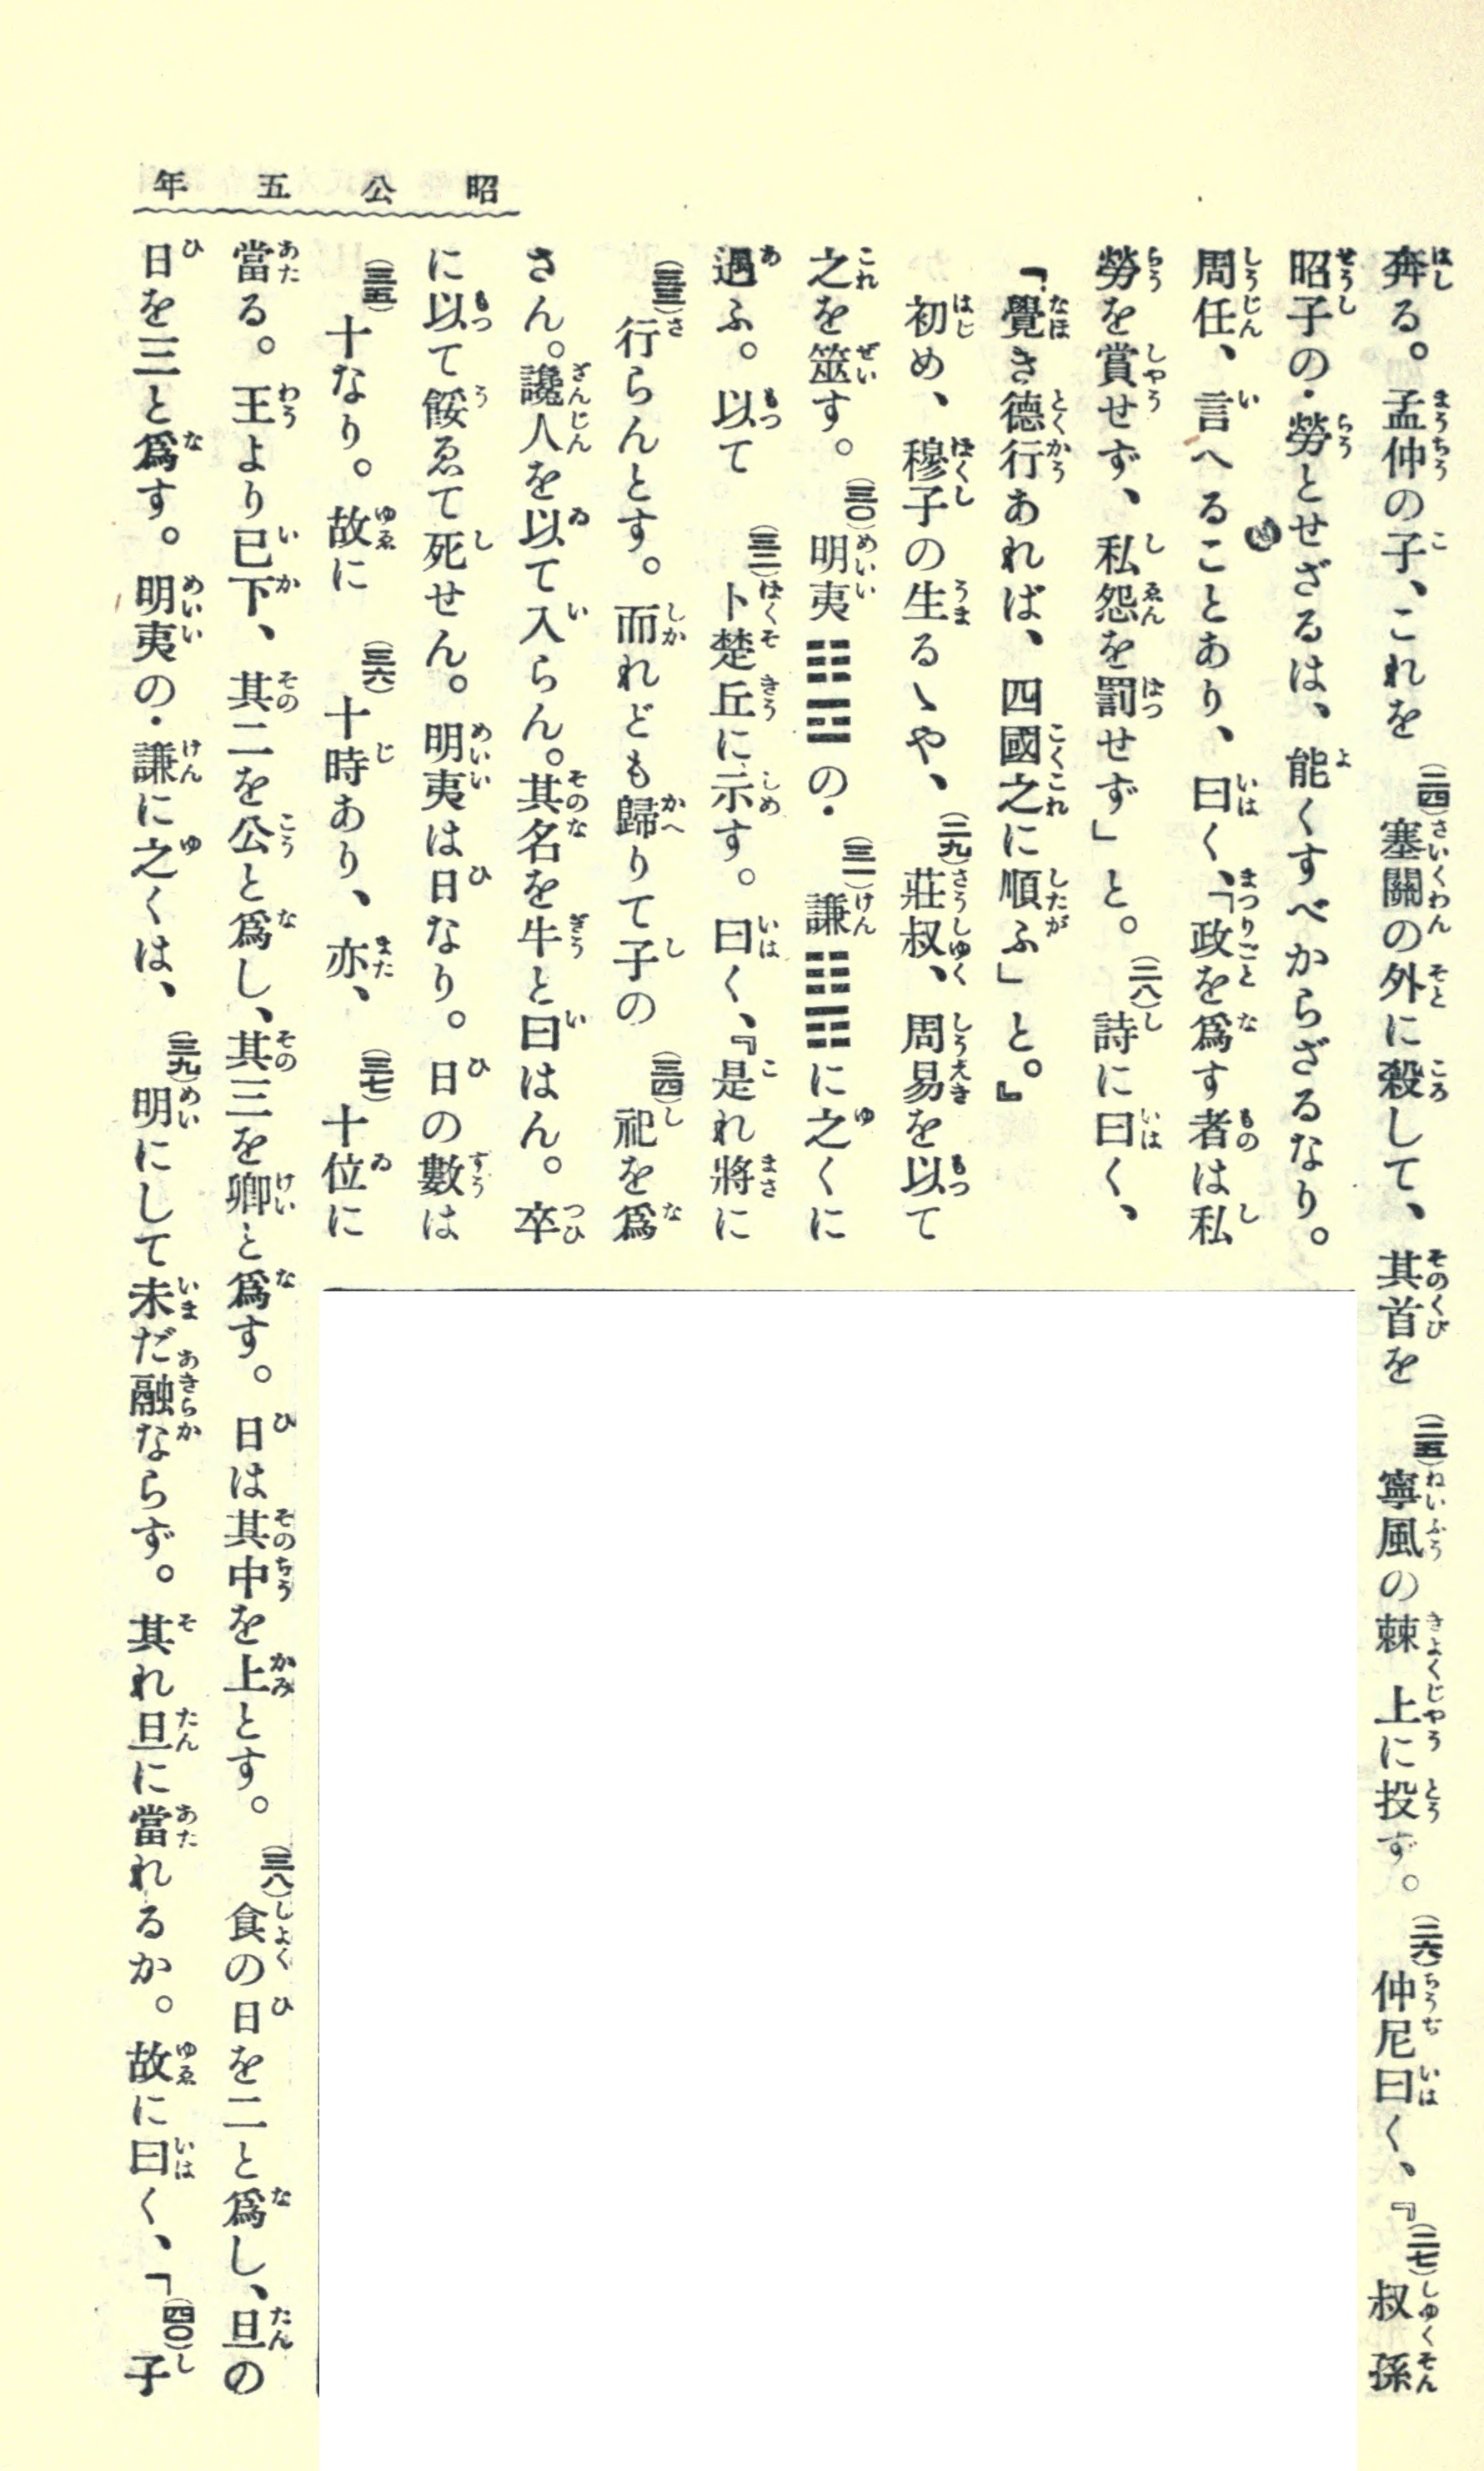 昭公五年
奔る。孟仲の子、これを(二四)塞關の外に殺して、其首を(二五)寧風の棘上に投ず。(二六)仲尼曰く、『(二七)叔孫
昭子の・勞とせざるは、能くすべからざるなり。
周任、言へることあり、曰く、「政を爲す者は私
勞を賞せず、私怨を罰せず」と。(二八)詩に曰く、
「覺き德行あれば、四國之に順ふ」と。』
初め、穆子の生るゝや、(二九)莊叔、周易を以て
之を筮す。(三〇)明夷䷣の・(三一)謙䷎に之くに
遇ふ。以て(三二)卜楚丘に示す。曰く、『是れ將に
(三三)行らんとす。而れども歸りて子の(三四)祀を爲
さん。讒人を以て入らん。其名を牛と曰はん。卒
に以て餒ゑて死せん。明夷は日なり。日の數は
(三五)十なり。故に(三六)十時あり、亦、(三七)十位に
當る。王より已下、其二を公と爲し、其三を卿と爲す。日は其中を上とす。(三八)食の日を二と爲し、旦の
日を三と爲す。明夷の・謙に之くは、(三九)明にして未だ融ならず。其れ旦に當れるか。故に曰く、「(四〇)子